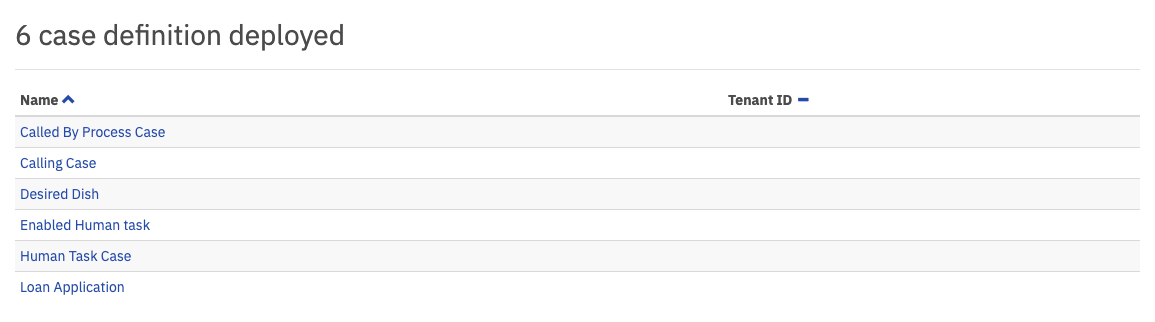 6 case definition deployed
Name Tenant ID
Called By Process Case
Calling Case
Desired Dish
Enabled Human task
Human Task Case
Loan Application